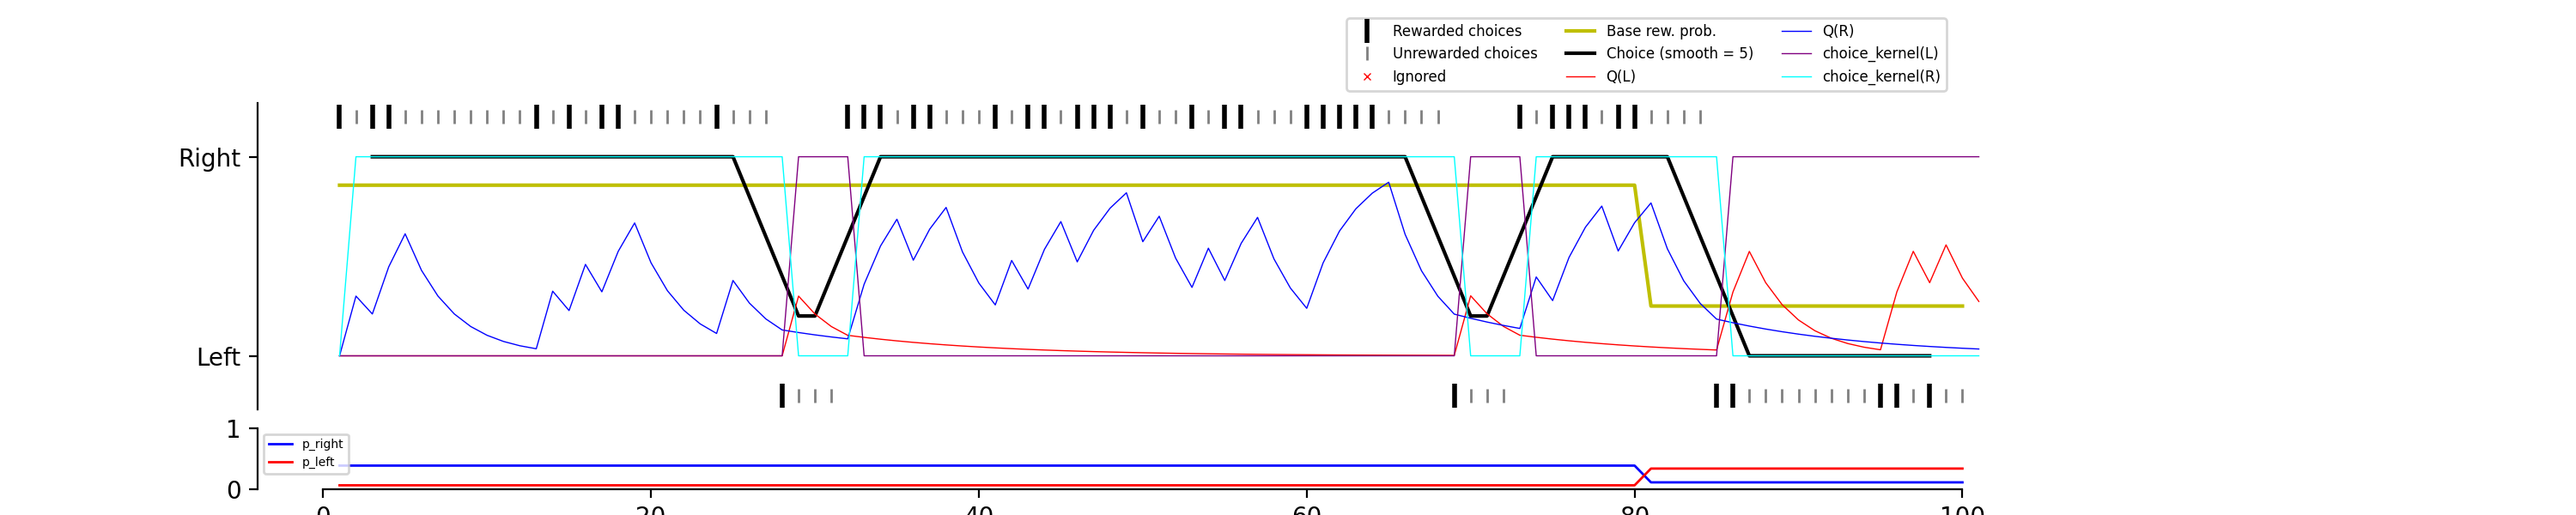 Rewarded choices
Unrewarded choices
Ignored
Base rew. prob.
Choice (smooth = 5)
Q(L)
Q(R)
choice_kernel(L)
choice_kernel(R)
Right
Left
1
0
p_right
p_left
0 20 40 60 80 100